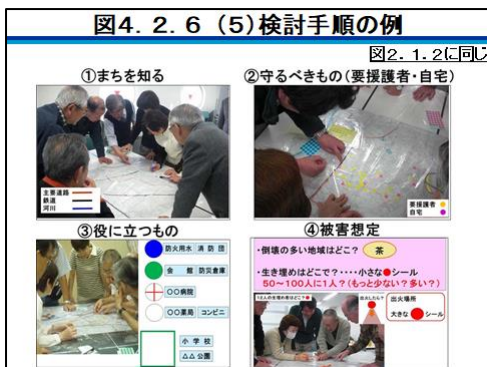 図4.2.6 (5)検討手順の例
図2.1.2に同じ
①まちを知る
②守るべきもの(要援護者・自宅)
主要道路
鉄道
河川
要援護者
自宅
③役に立つもの
④被害想定
防火用水 消防団
会 館 防災倉庫
○○病院
○○薬局 コンビニ
小 学 校
△△公園
・倒壊の多い地域はどこ? 茶
・生き埋めはどこで?・・・・小さな●シール
50~100人に1人?(もっと少ない?多い?)
出火したら?
出火場所
大きな●シール